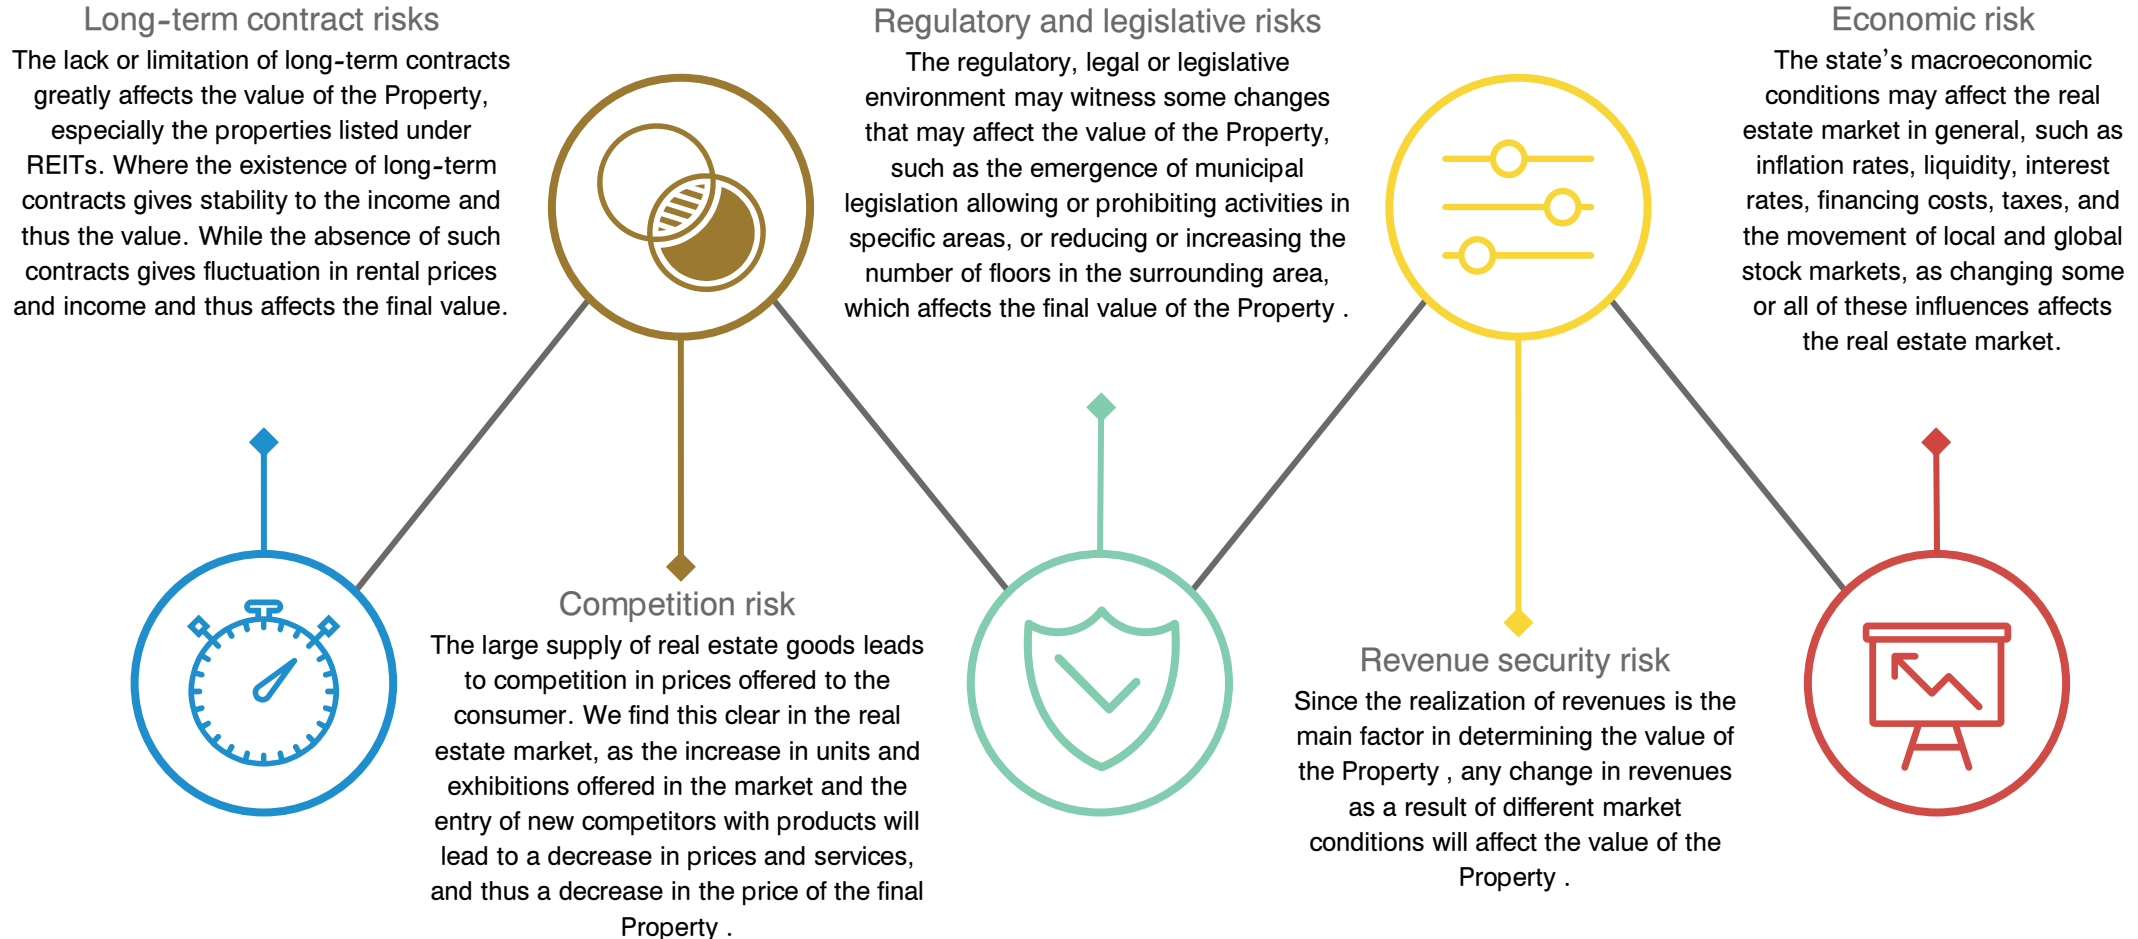 Long-term contract risks
The lack or limitation of long-term contracts
greatly affects the value of the Property,
especially the properties listed under
REITs. Where the existence of long-term
contracts gives stability to the income and
thus the value. While the absence of such
contracts gives fluctuation in rental prices
and income and thus affects the final value.
Competition risk
The large supply of real estate goods leads
to competition in prices offered to the
consumer. We find this clear in the real
estate market, as the increase in units and
exhibitions offered in the market and the
entry of new competitors with products will
lead to a decrease in prices and services,
and thus a decrease in the price of the final
Property .
Regulatory and legislative risks
The regulatory, legal or legislative
environment may witness some changes
that may affect the value of the Property,
such as the emergence of municipal
legislation allowing or prohibiting activities in
specific areas, or reducing or increasing the
number of floors in the surrounding area,
which affects the final value of the Property .
Revenue security risk
Since the realization of revenues is the
main factor in determining the value of
the Property , any change in revenues
as a result of different market
conditions will affect the value of the
Property .
Economic risk
The state’s macroeconomic
conditions may affect the real
estate market in general, such as
inflation rates, liquidity, interest
rates, financing costs, taxes, and
the movement of local and global
stock markets, as changing some
or all of these influences affects
the real estate market.